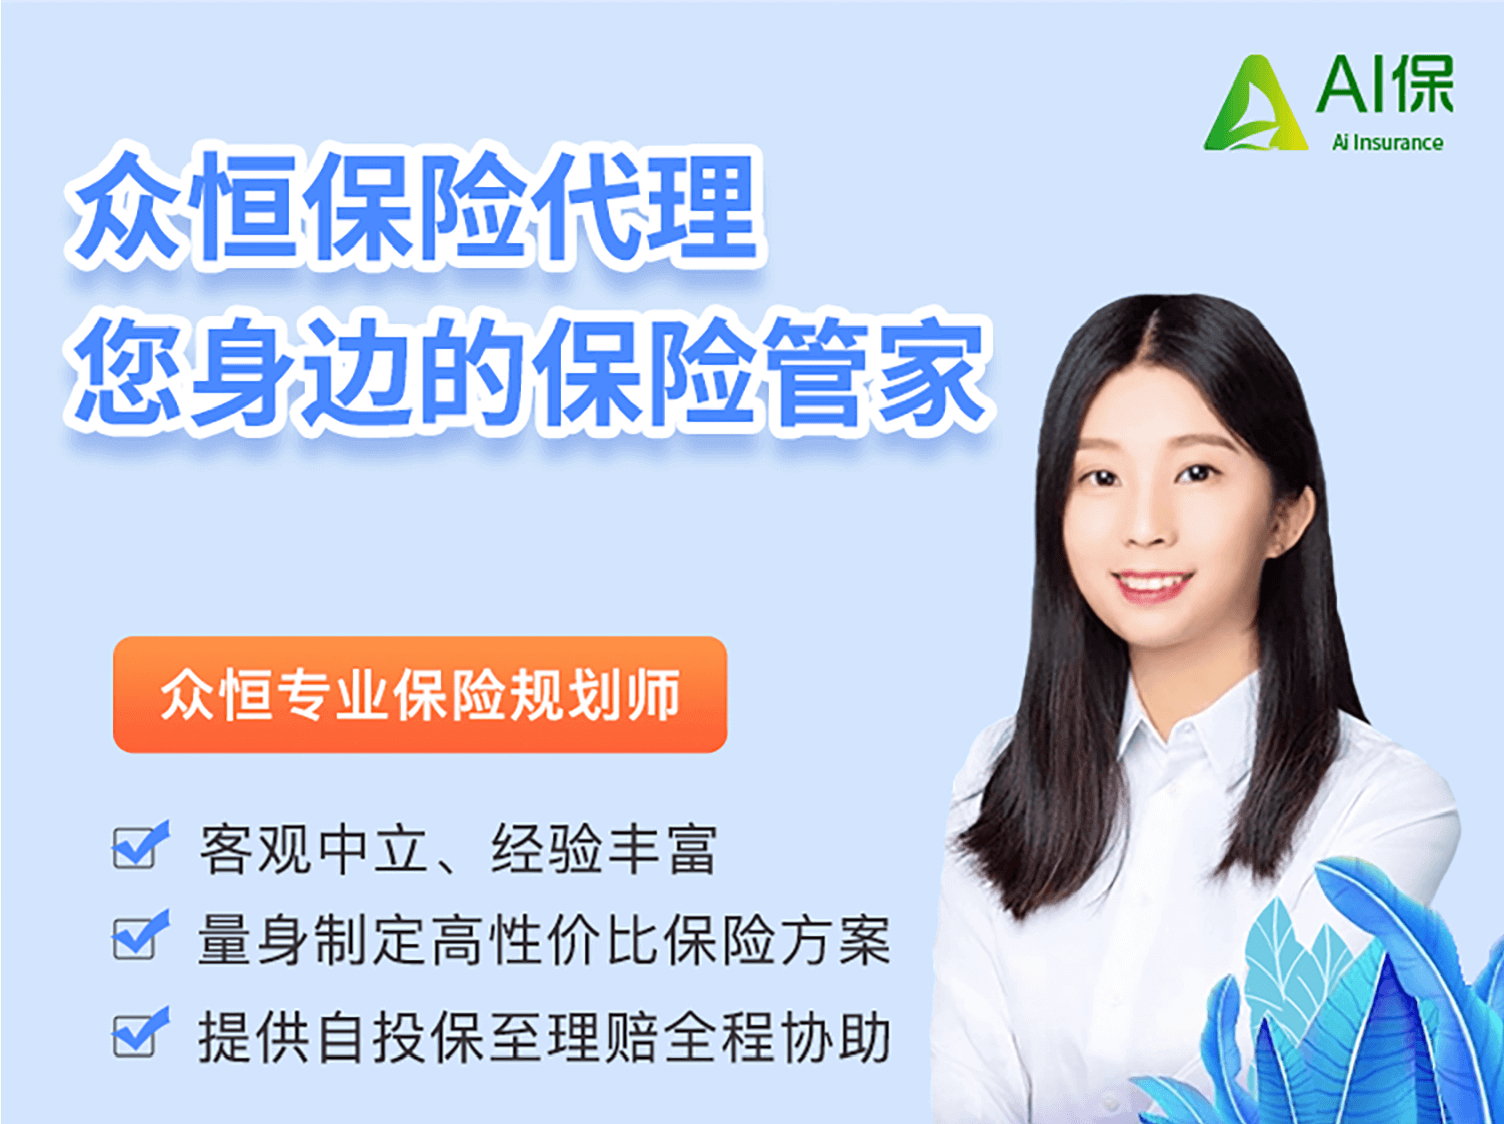 AI保
Ai Insurance
众恒保险代理
您身边的保险管家
众恒专业保险规划师
客观中立、经验丰富
量身制定高性价比保险方案
提供自投保至理赔全程协助